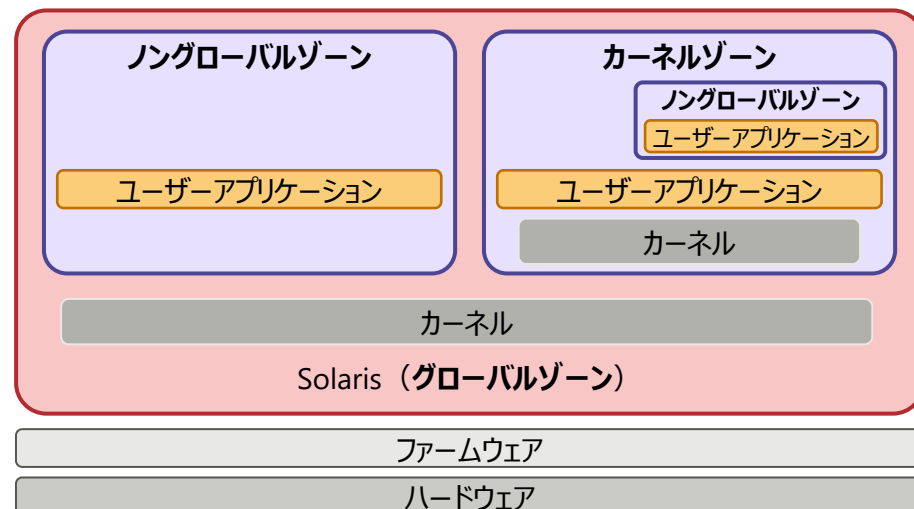 ノングローバルゾーン
ユーザーアプリケーション
カーネルゾーン
ノングローバルゾーン
ユーザーアプリケーション
ユーザーアプリケーション
カーネル
カーネル
Solaris（グローバルゾーン）
ファームウェア
ハードウェア